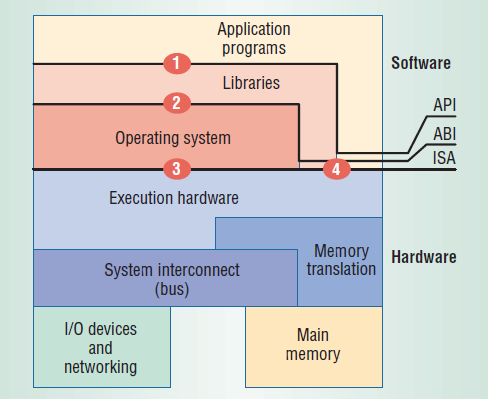 Application
programs
1
Software
Libraries
2
API
Operating system
ABI
ISA
3
4
Execution hardware
Memory
translation
Hardware
System interconnect
(bus)
I/O devices
and
networking
Main
memory